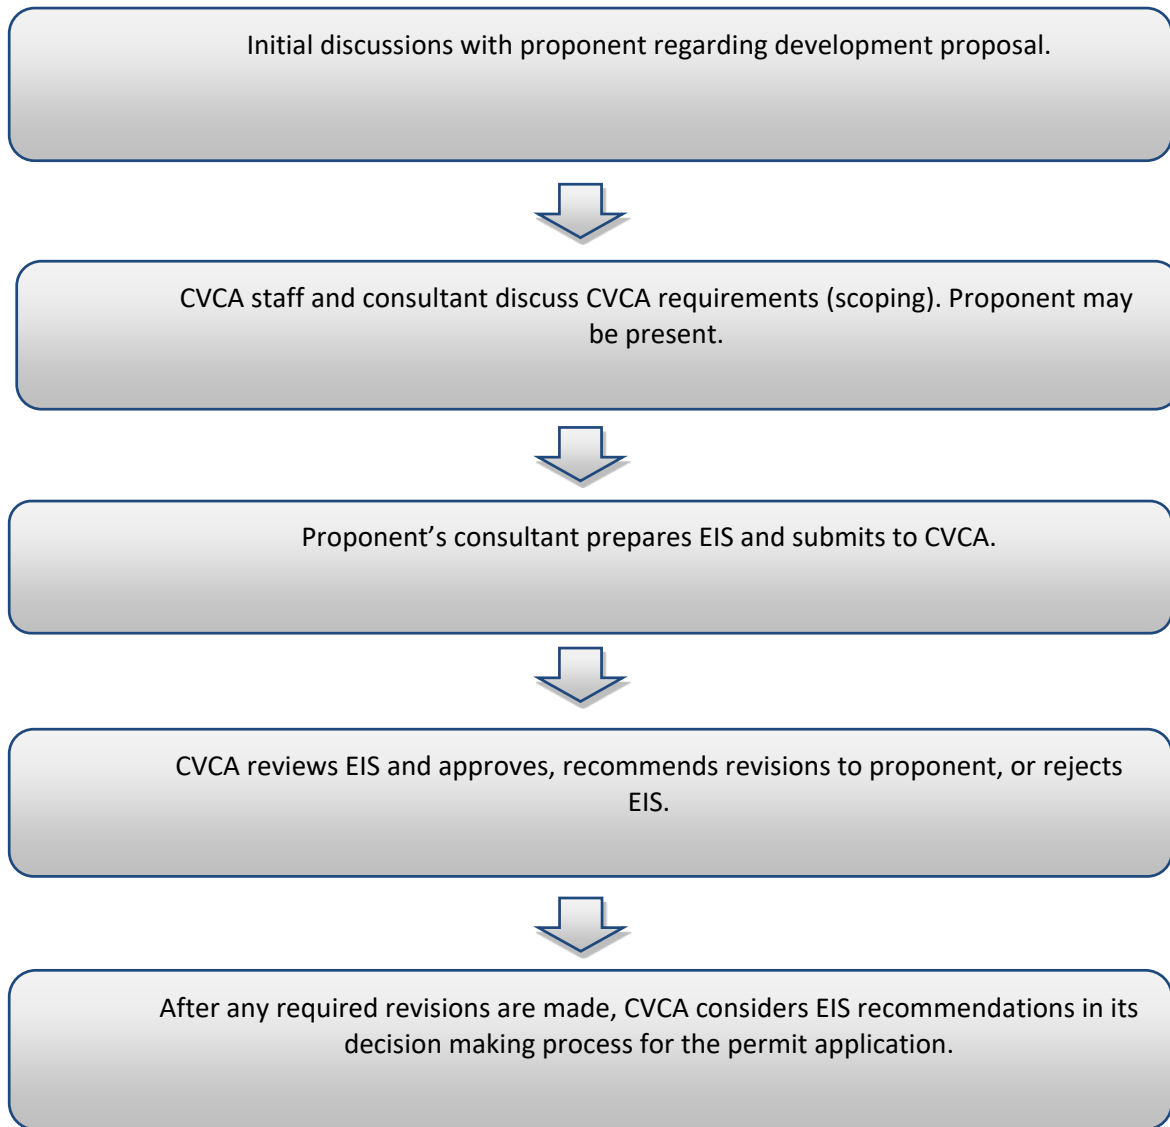 Initial discussions with proponent regarding development proposal.
CVCA staff and consultant discuss CVCA requirements (scoping). Proponent may
be present.
Proponent’s consultant prepares EIS and submits to CVCA.
CVCA reviews EIS and approves, recommends revisions to proponent, or rejects
EIS.
After any required revisions are made, CVCA considers EIS recommendations in its
decision making process for the permit application.